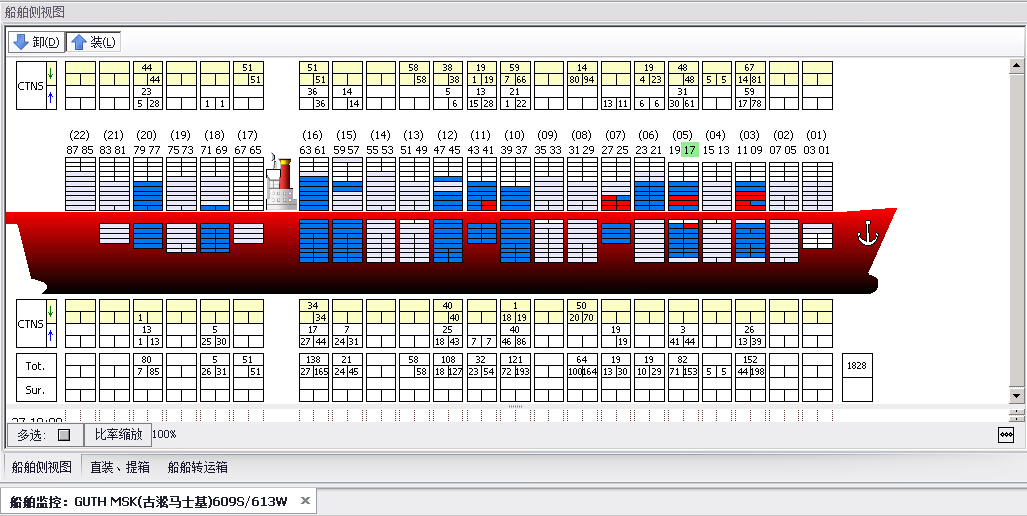 船舶侧视图
卸(D) 装(L)
44 51 51 58 38 19 59 14 19 48 67
CTNS 44 51 51 58 38 1 19 7 66 80 94 4 23 48 5 5 14 81
23 36 14 5 13 21 31 59
5 28 1 1 36 14 6 15 28 1 22 13 11 6 6 30 61 17 78
(22) (21) (20) (19) (18) (17) (16) (15) (14) (13) (12) (11) (10) (09) (08) (07) (06) (05) (04) (03) (02) (01)
87 85 83 81 79 77 75 73 71 69 67 65 63 61 59 57 55 53 51 49 47 45 43 41 39 37 35 33 31 29 27 25 23 21 19 17 15 13 11 09 07 05 03 01
34 40 1 50
CTNS 1 34 40 18 19 20 70
13 5 17 7 25 40 19 3 26
1 13 25 30 27 44 24 31 18 43 7 7 46 86 19 41 44 13 39
Tot. 80 5 51 138 21 58 108 32 121 64 19 19 82 152 1828
7 85 26 31 51 27 165 24 45 58 18 127 23 54 72 193 100 164 13 30 10 29 71 153 5 5 44 198
Sur.
多选: 比率缩放 100%
船舶侧视图 直装、提箱 船舶转运箱
船舶监控: GUTH MSK(古淞马士基)609S/613W